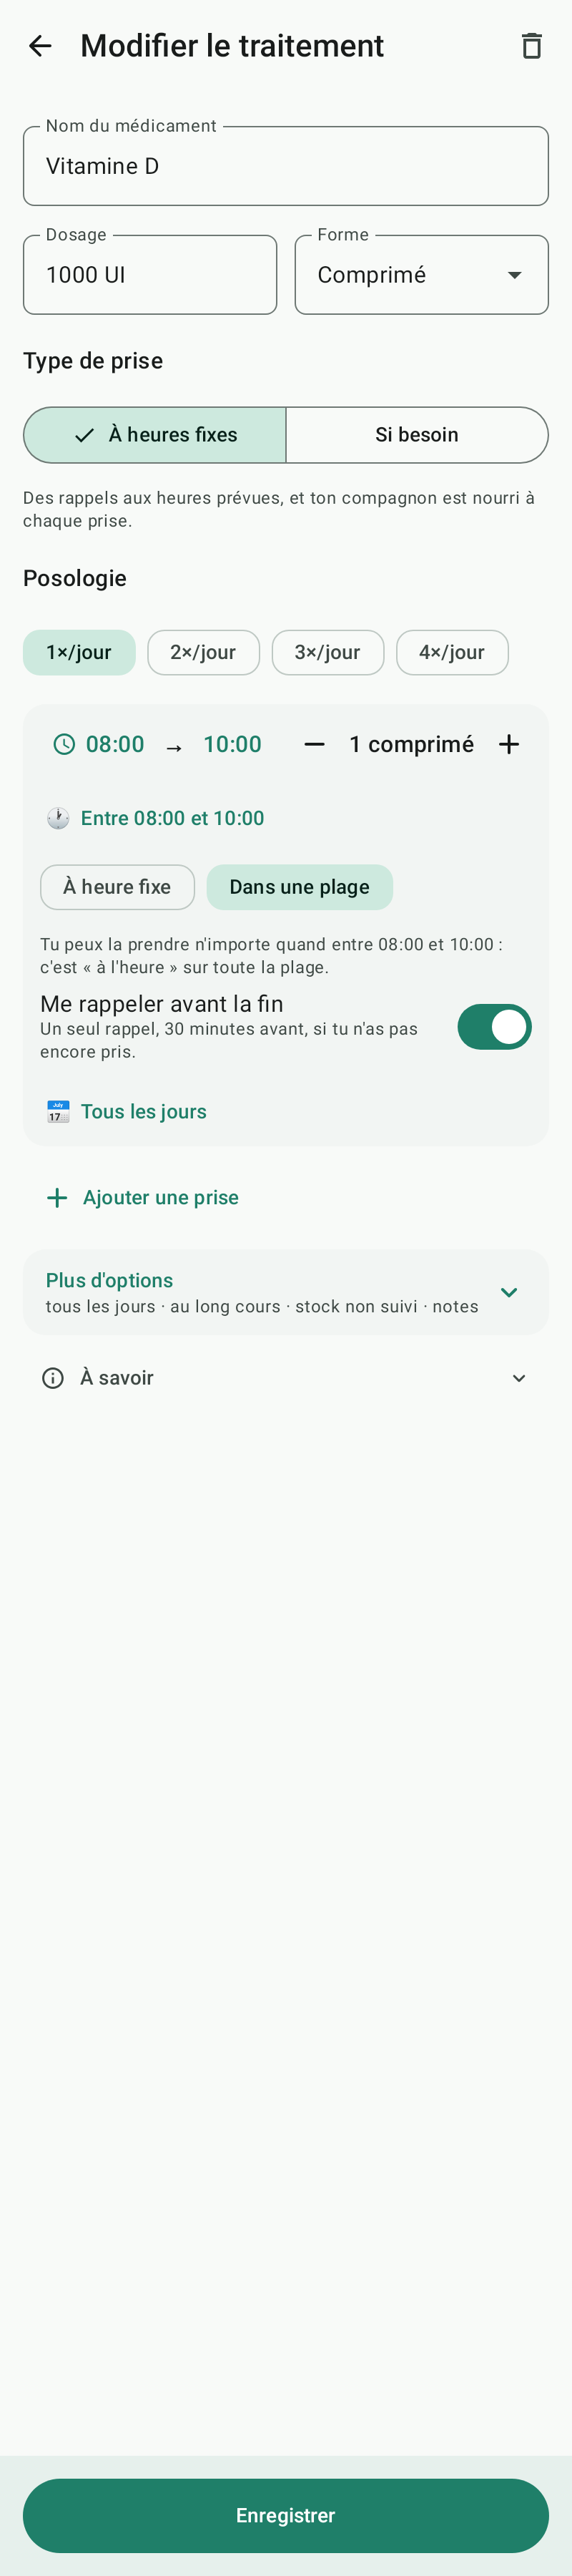 Modifier le traitement
Nom du médicament
Vitamine D
Dosage
Forme
1000 UI
Comprimé
Type de prise
À heures fixes
Si besoin
Des rappels aux heures prévues, et ton compagnon est nourri à
chaque prise.
Posologie
1×/jour
2×/jour
3×/jour
4×/jour
08:00 → 10:00
1 comprimé
Entre 08:00 et 10:00
À heure fixe
Dans une plage
Tu peux la prendre n'importe quand entre 08:00 et 10:00 :
c'est « à l'heure » sur toute la plage.
Me rappeler avant la fin
Un seul rappel, 30 minutes avant, si tu n'as pas
encore pris.
July
17
Tous les jours
Ajouter une prise
Plus d'options
tous les jours · au long cours · stock non suivi · notes
À savoir
Enregistrer